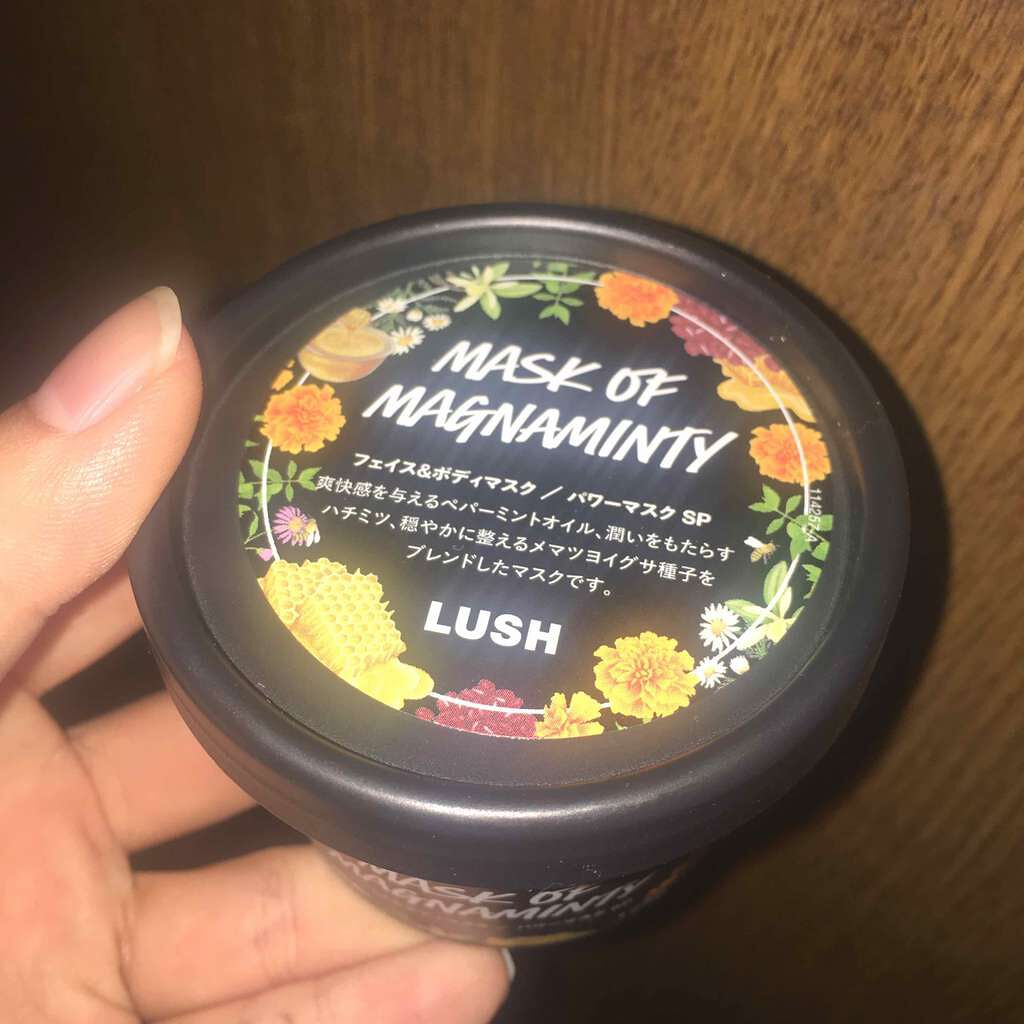 MASK OF
MAGNAMINTY
フェイス&ボディマスク / パワーマスク SP
爽快感を与えるペパーミントオイル、潤いをもたらす
ハチミツ、穏やかに整えるメマツヨイグサ種子を
ブレンドしたマスクです。
LUSH
MASK OF
MAGNAMINTY